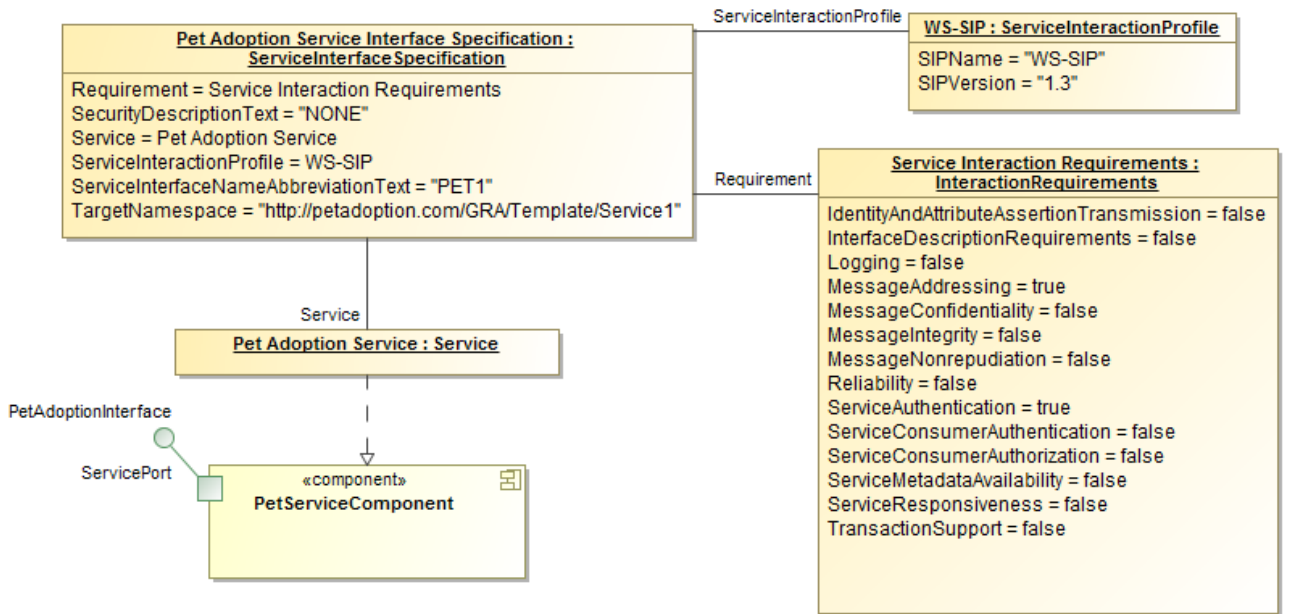 Pet Adoption Service Interface Specification :
ServiceInterfaceSpecification
Requirement = Service Interaction Requirements
SecurityDescriptionText = "NONE"
Service = Pet Adoption Service
ServiceInteractionProfile = WS-SIP
ServiceInterfaceNameAbbreviationText = "PET1"
TargetNamespace = "http://petadoption.com/GRA/Template/Service1"
ServiceInteractionProfile
WS-SIP : ServiceInteractionProfile
SIPName = "WS-SIP"
SIPVersion = "1.3"
Requirement
Service Interaction Requirements :
InteractionRequirements
IdentityAndAttributeAssertionTransmission = false
InterfaceDescriptionRequirements = false
Logging = false
MessageAddressing = true
MessageConfidentiality = false
MessageIntegrity = false
MessageNonrepudiation = false
Reliability = false
ServiceAuthentication = true
ServiceConsumerAuthentication = false
ServiceConsumerAuthorization = false
ServiceMetadataAvailability = false
ServiceResponsiveness = false
TransactionSupport = false
Service
Pet Adoption Service : Service
PetAdoptionInterface
ServicePort
«component»
PetServiceComponent